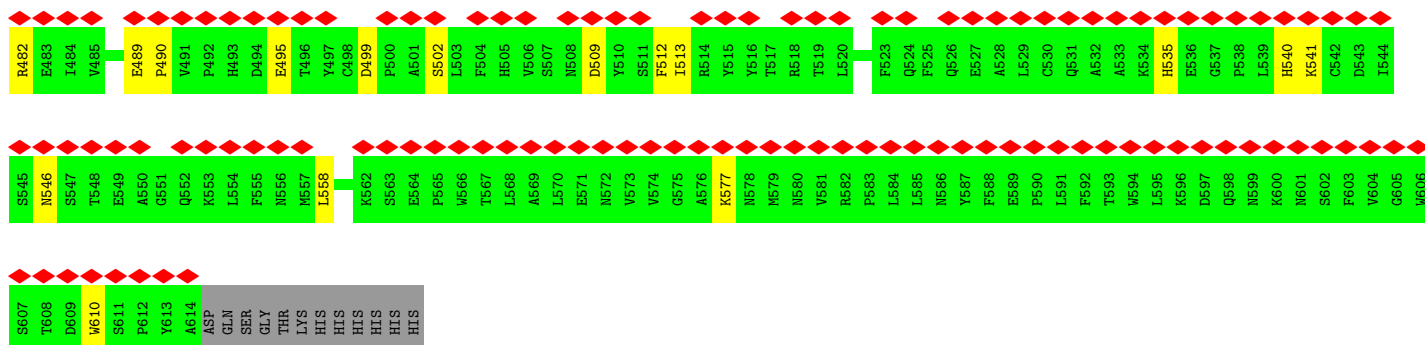 R482 E483 I484 V485 E489 P490 V491 P492 H493 D494 E495 T496 Y497 C498 D499 P500 A501 S502 L503 F504 H505 V506 S507 N508 D509 Y510 S511 F512 I513 R514 Y515 Y516 T517 R518 T519 L520 F523 Q524 F525 Q526 E527 A528 L529 C530 Q531 A532 A533 K534 H535 E536 G537 P538 L539 H540 K541 C542 D543 I544
S545 N546 S547 T548 E549 A550 G551 Q552 K553 L554 F555 N556 M557 L558 K562 S563 E564 P565 W566 T567 L568 A569 L570 E571 N572 V573 V574 G575 A576 K577 N578 M579 N580 V581 R582 P583 L584 L585 N586 Y587 F588 E589 P590 L591 F592 T593 W594 L595 K596 D597 Q598 N599 K600 N601 S602 F603 V604 G605 W606
S607 T608 D609 W610 S611 P612 Y613 A614 ASP GLN SER GLY THR LYS HIS HIS HIS HIS HIS HIS